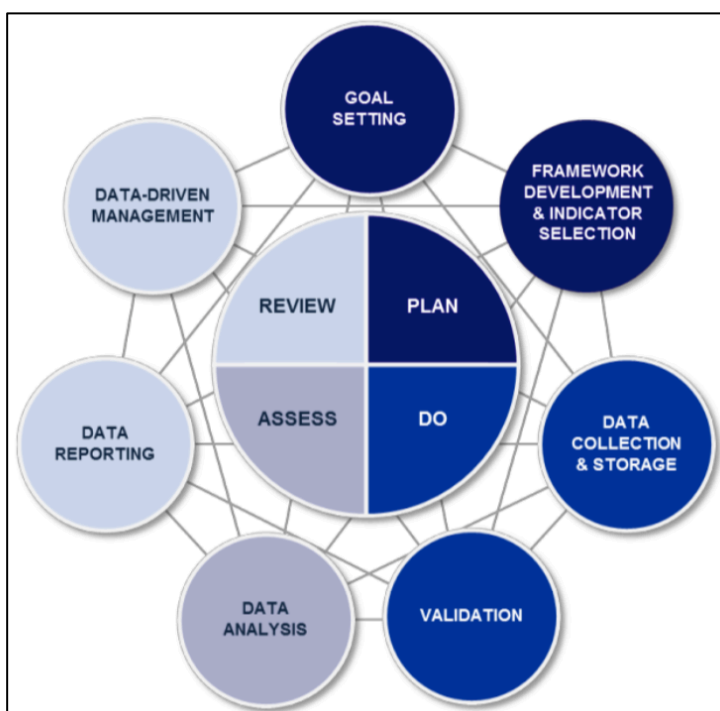 GOAL
SETTING
FRAMEWORK
DEVELOPMENT
& INDICATOR
SELECTION
DATA-DRIVEN
MANAGEMENT
REVIEW
PLAN
ASSESS
DO
DATA
COLLECTION
& STORAGE
DATA
REPORTING
VALIDATION
DATA
ANALYSIS